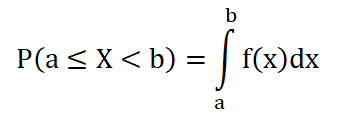 P(a ≤ X < b) = ∫ₐᵇ f(x)dx